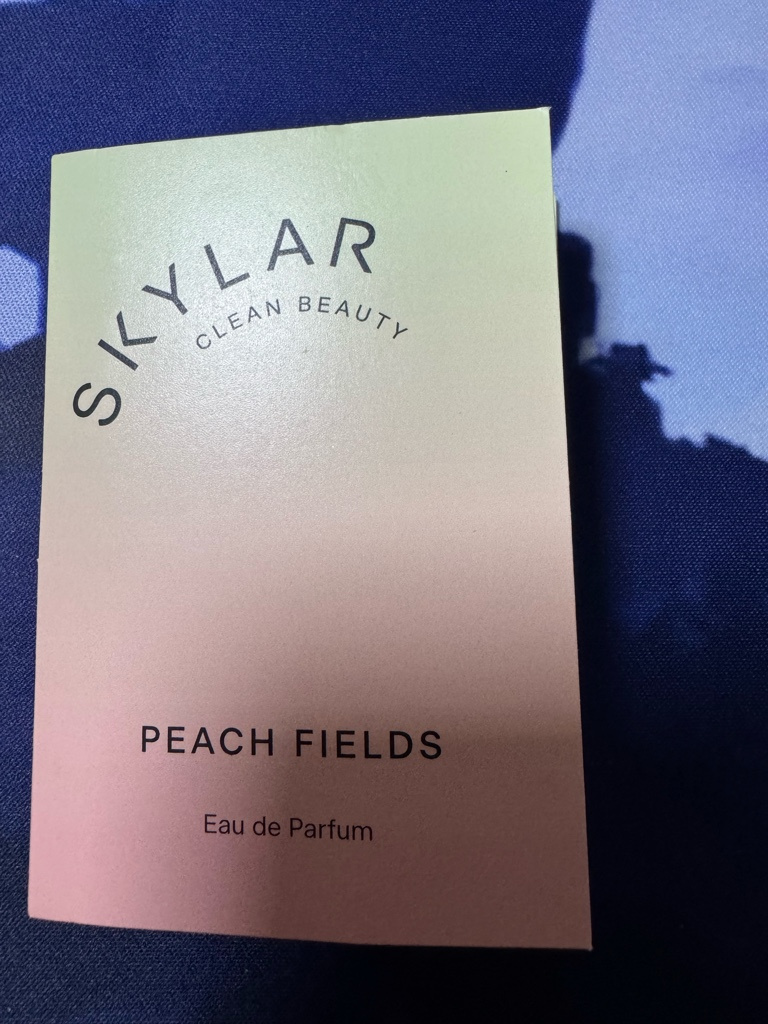 SKYLAR
CLEAN BEAUTY
PEACH FIELDS
Eau de Parfum